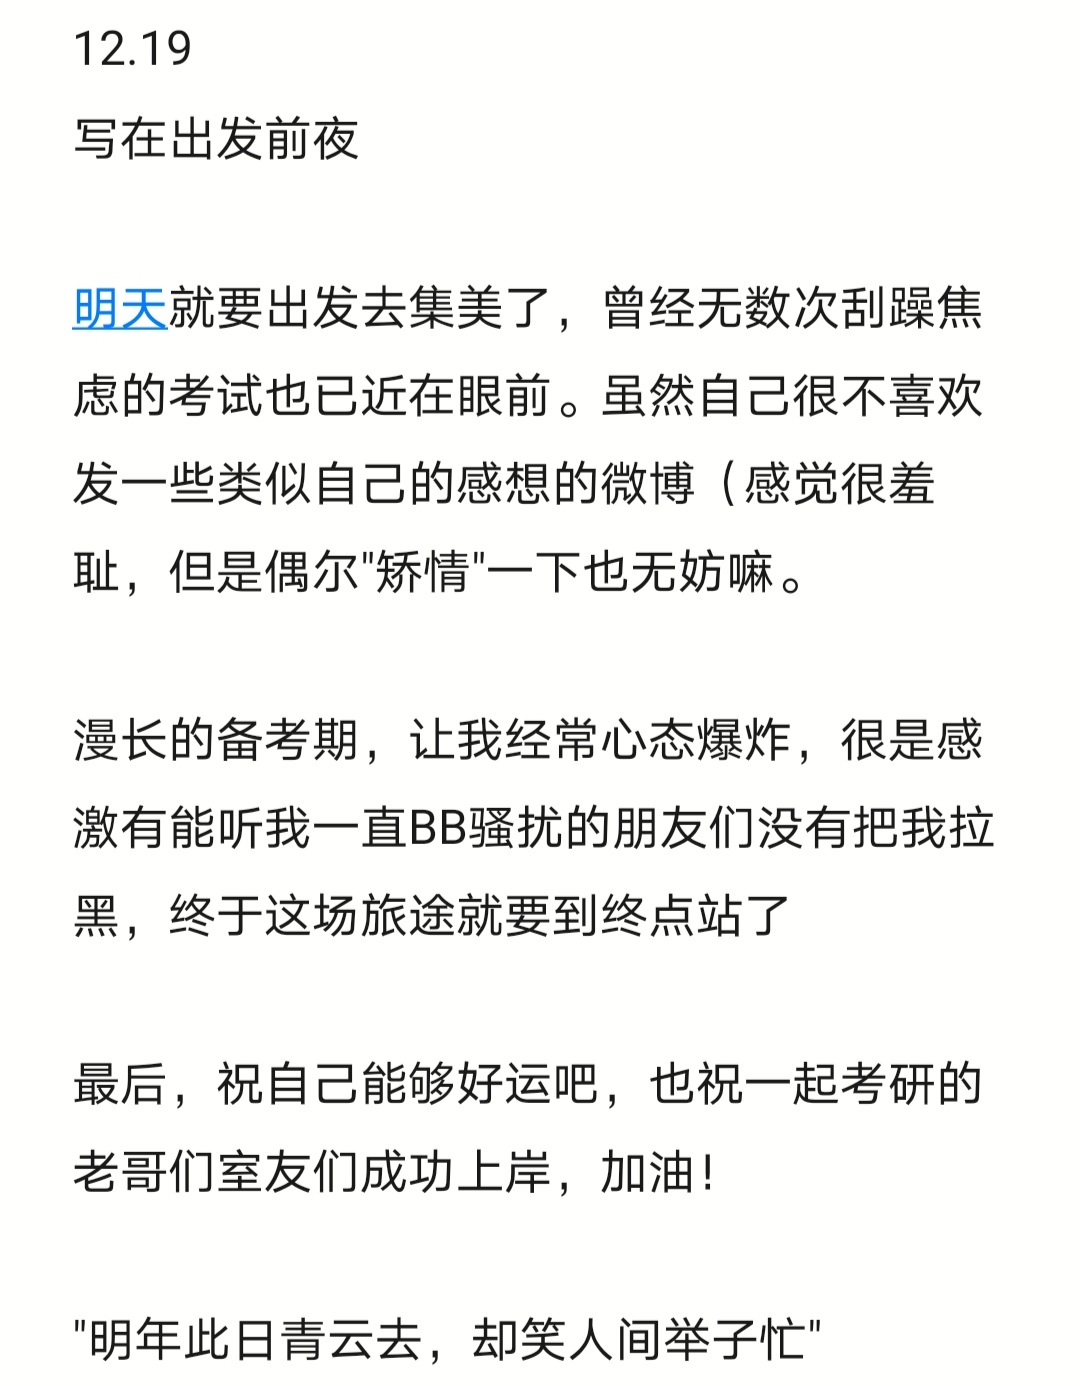 12.19
写在出发前夜
明天就要出发去集美了，曾经无数次刮躁焦
虑的考试也已近在眼前。虽然自己很不喜欢
发一些类似自己的感想的微博（感觉很羞
耻，但是偶尔"矫情"一下也无妨嘛。
漫长的备考期，让我经常心态爆炸，很是感
激有能听我一直BB骚扰的朋友们没有把我拉
黑，终于这场旅途就要到终点站了
最后，祝自己能够好运吧，也祝一起考研的
老哥们室友们成功上岸，加油！
"明年此日青云去，却笑人间举子忙"